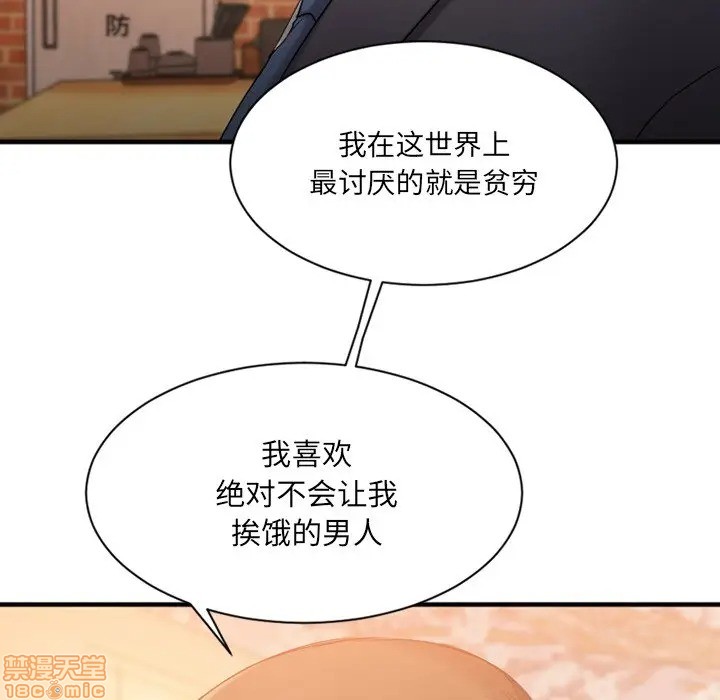 防
我在这世界上
最讨厌的就是贫穷
我喜欢
绝对不会让我
挨饿的男人
禁漫天堂
18comic